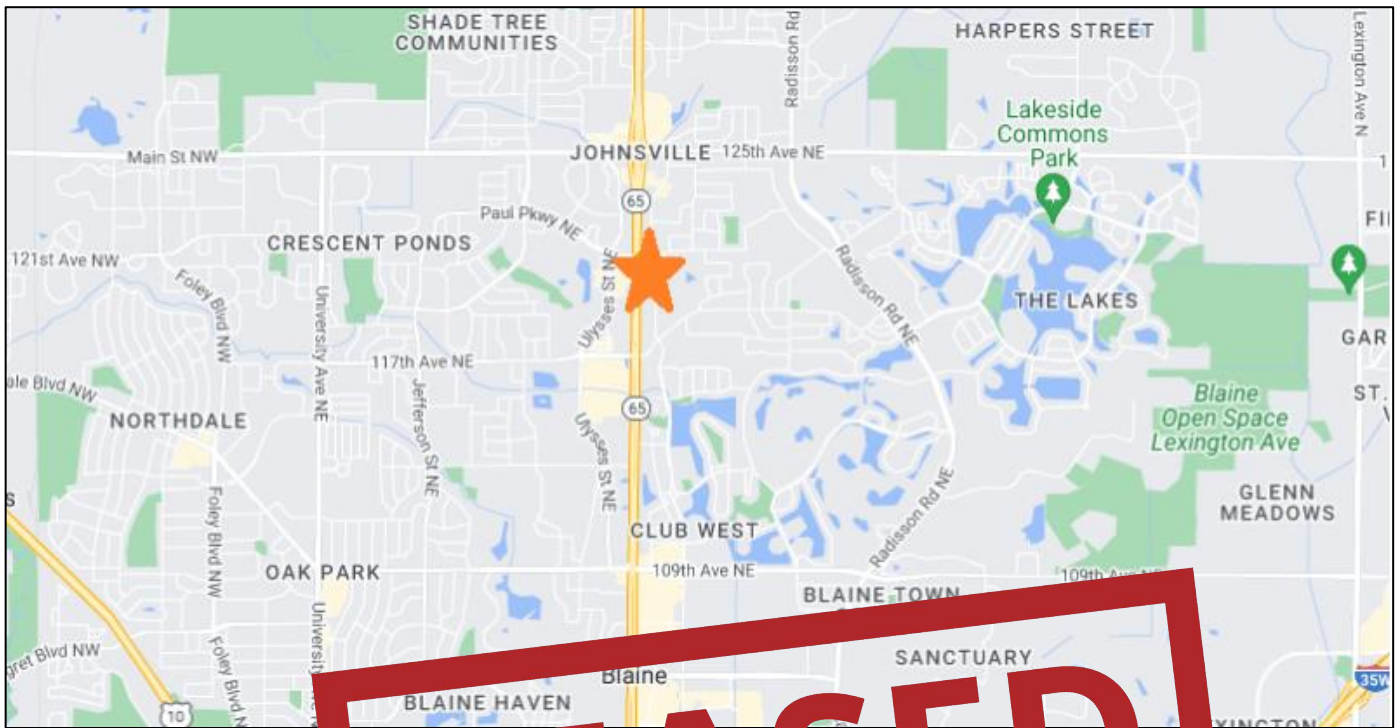 SHADE TREE
COMMUNITIES
Radisson Rd
HARPERS STREET
Lexington Ave N
Lakeside
Commons
Park
Main St NW
JOHNSVILLE
125th Ave NE
65
Paul Pkwy NE
CRESCENT PONDS
121st Ave NW
Foley Blvd NW
University Ave NE
Ulysses St NE
Radisson Rd NE
THE LAKES
117th Ave NE
Jefferson St NE
Blvd NW
NORTHDALE
65
Ulysses St NE
Blaine
Open Space
Lexington Ave
GLENN
MEADOWS
Foley Blvd NW
CLUB WEST
Radisson Rd NE
OAK PARK
109th Ave NE
109th Ave NE
BLAINE TOWN
SANCTUARY
Blvd NW
Blaine
BLAINE HAVEN
10
35W